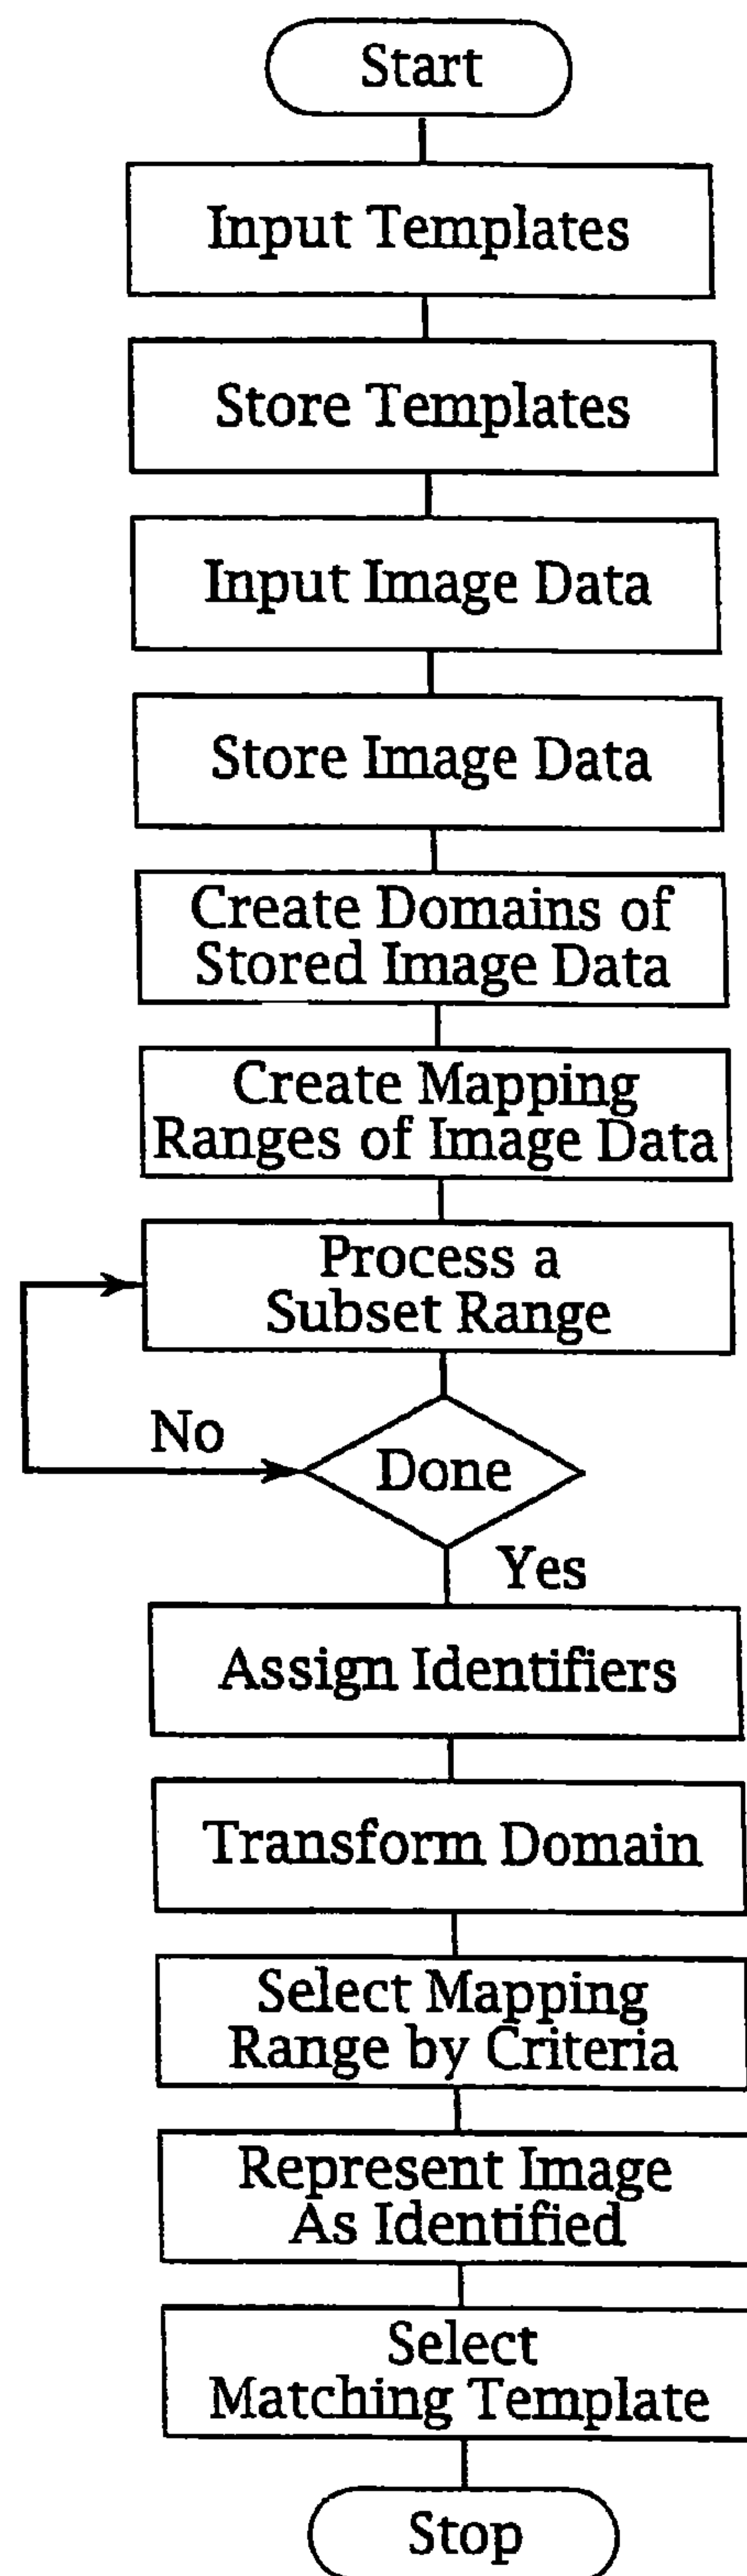 Start
Input Templates
Store Templates
Input Image Data
Store Image Data
Create Domains of
Stored Image Data
Create Mapping
Ranges of Image Data
Process a
Subset Range
No
Done
Yes
Assign Identifiers
Transform Domain
Select Mapping
Range by Criteria
Represent Image
As Identified
Select
Matching Template
Stop